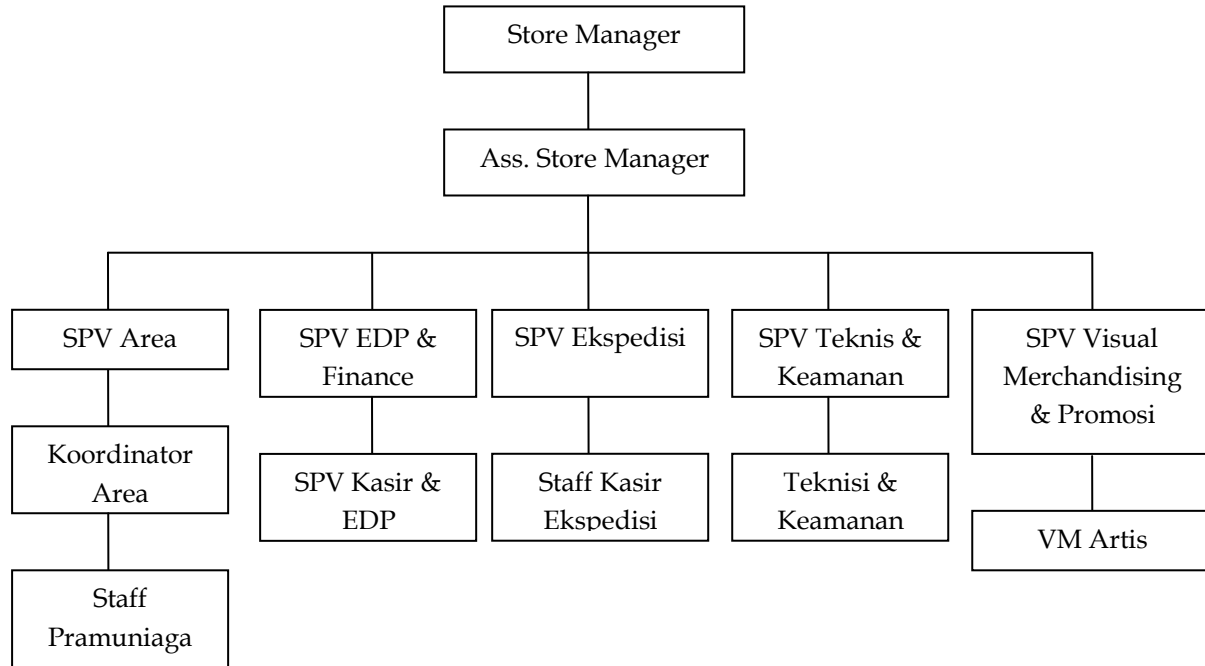 Store Manager
Ass. Store Manager
SPV Area
SPV EDP &
Finance
SPV Ekspedisi
SPV Teknis &
Keamanan
SPV Visual
Merchandising
& Promosi
Koordinator
Area
SPV Kasir &
EDP
Staff Kasir
Ekspedisi
Teknisi &
Keamanan
VM Artis
Staff
Pramuniaga